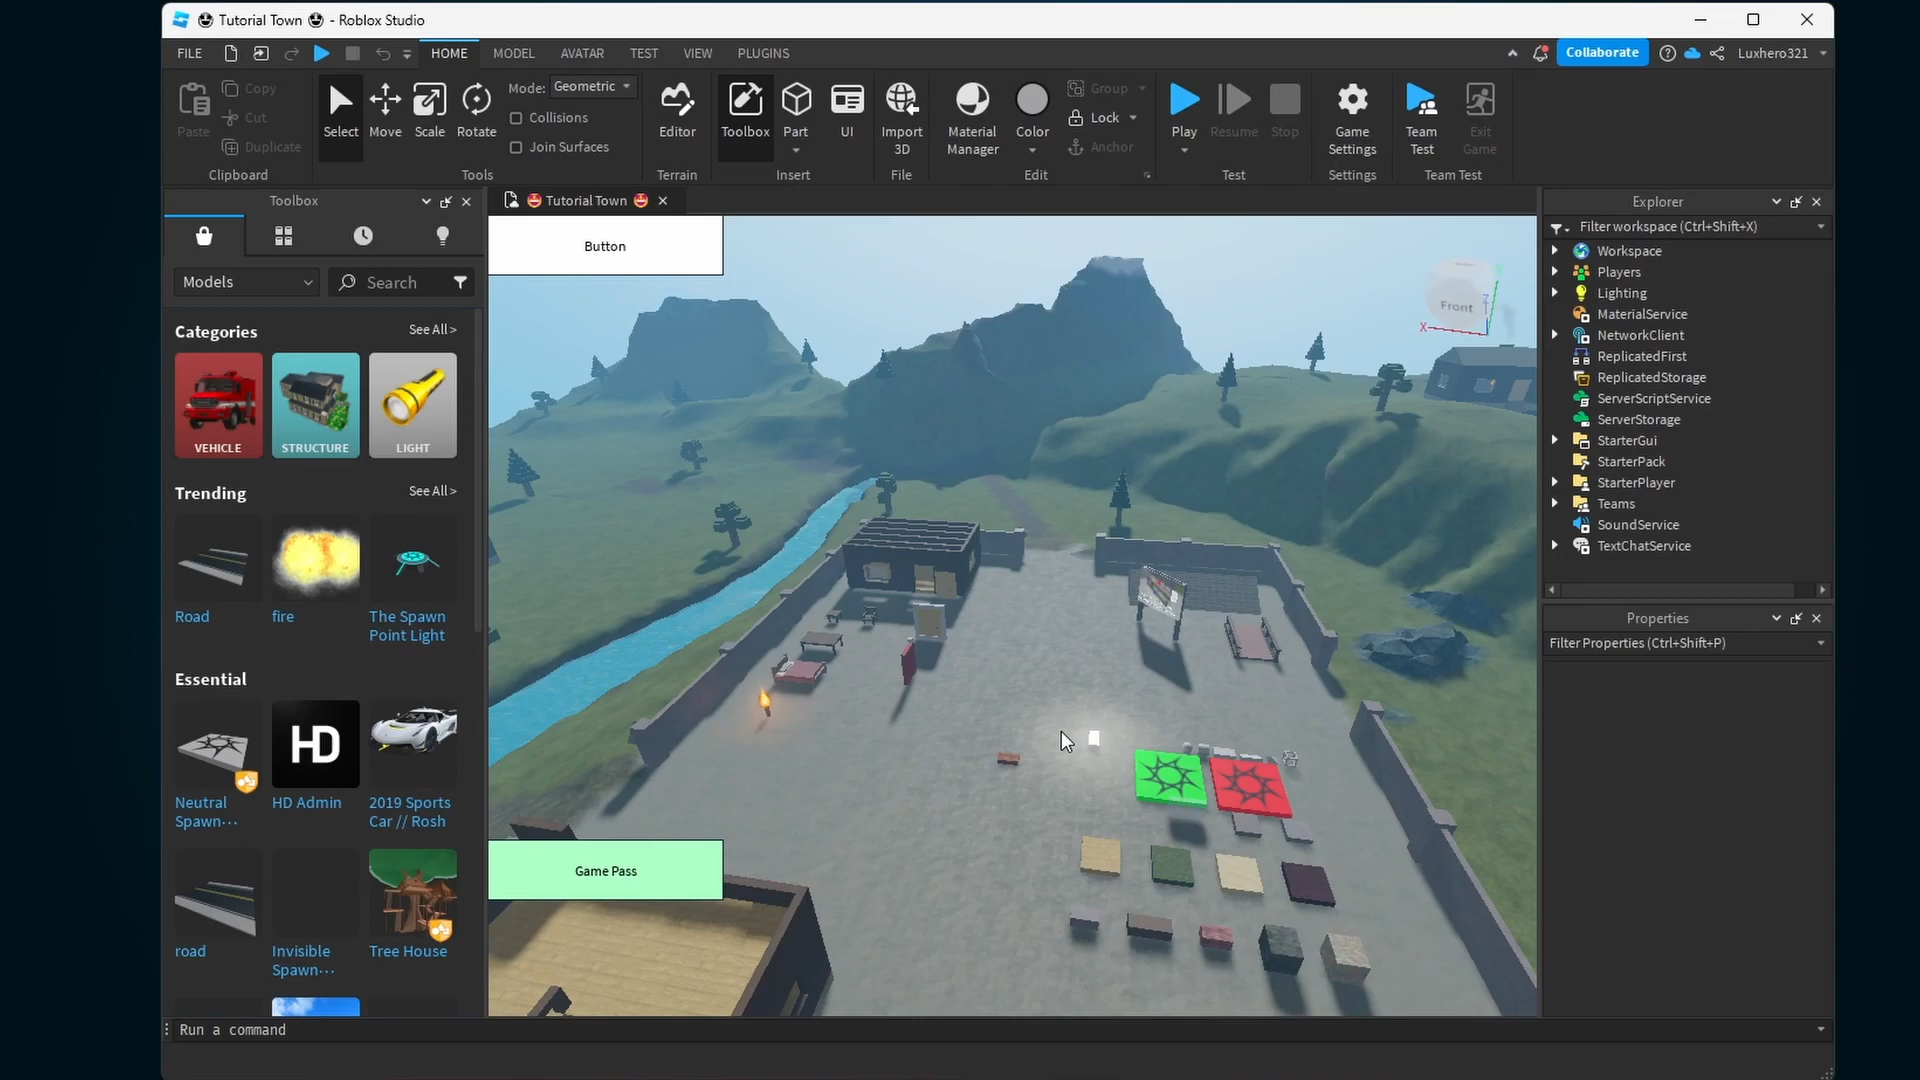 Tutorial Town - Roblox Studio
FILE HOME MODEL AVATAR TEST VIEW PLUGINS Collaborate Luxhero321
Paste Copy Cut Duplicate
Clipboard
Select Move Scale Rotate
Mode: Geometric
Collisions
Join Surfaces
Tools
Editor
Terrain
Toolbox Part UI
Insert
Import 3D
File
Material Manager Color
Group
Lock
Anchor
Edit
Play Resume Stop
Test
Game Settings
Settings
Team Test Exit Game
Team Test
Toolbox
Models Search
Categories See All >
VEHICLE STRUCTURE LIGHT
Trending See All >
Road fire The Spawn
Point Light
Essential
HD
Neutral HD Admin 2019 Sports
Spawn··· Car // Rosh
road Invisible Tree House
Spawn···
Tutorial Town
Button
Front
X
Z
Game Pass
Explorer
Filter workspace (Ctrl+Shift+X)
Workspace
Players
Lighting
MaterialService
NetworkClient
ReplicatedFirst
ReplicatedStorage
ServerScriptService
ServerStorage
StarterGui
StarterPack
StarterPlayer
Teams
SoundService
TextChatService
Properties
Filter Properties (Ctrl+Shift+P)
Run a command